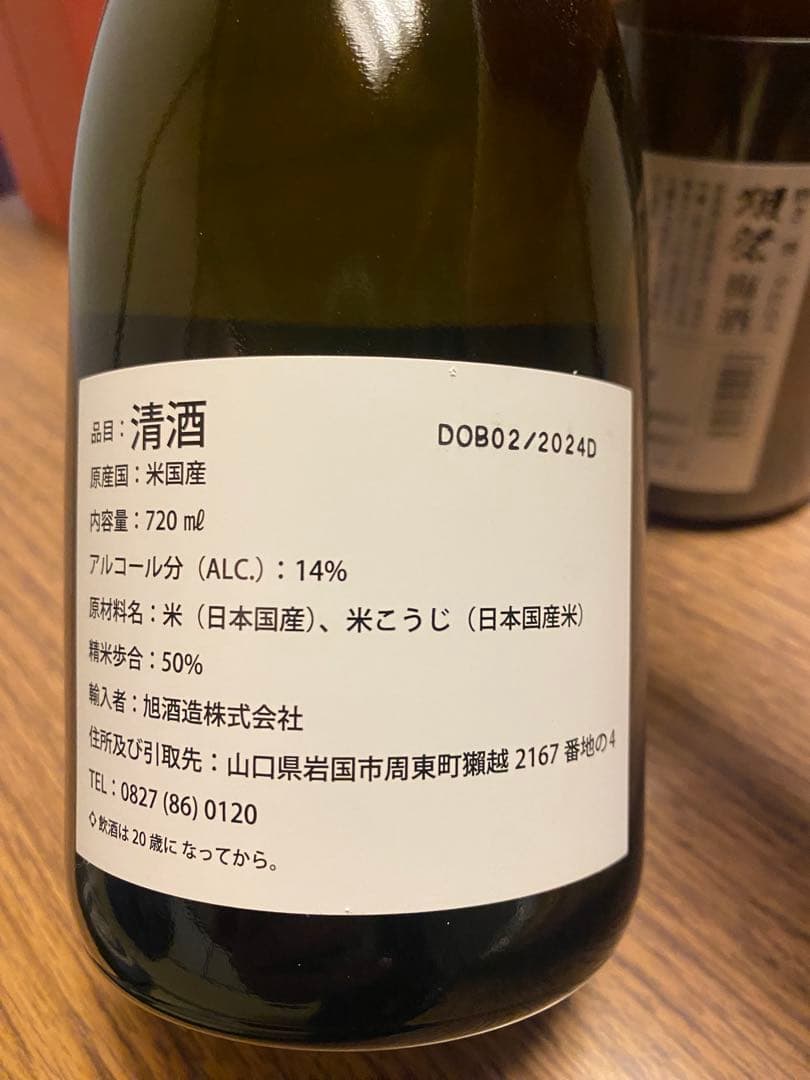 品目：清酒
DOB02/2024D
原産国：米国産
内容量：720 ㎖
アルコール分（ALC.）：14%
原材料名：米（日本国産）、米こうじ（日本国産米）
精米歩合：50%
輸入者：旭酒造株式会社
住所及び引取先：山口県岩国市周東町獺越 2167 番地の4
TEL：0827 (86) 0120
◇飲酒は 20 歳に なってから。
獺祭 梅酒